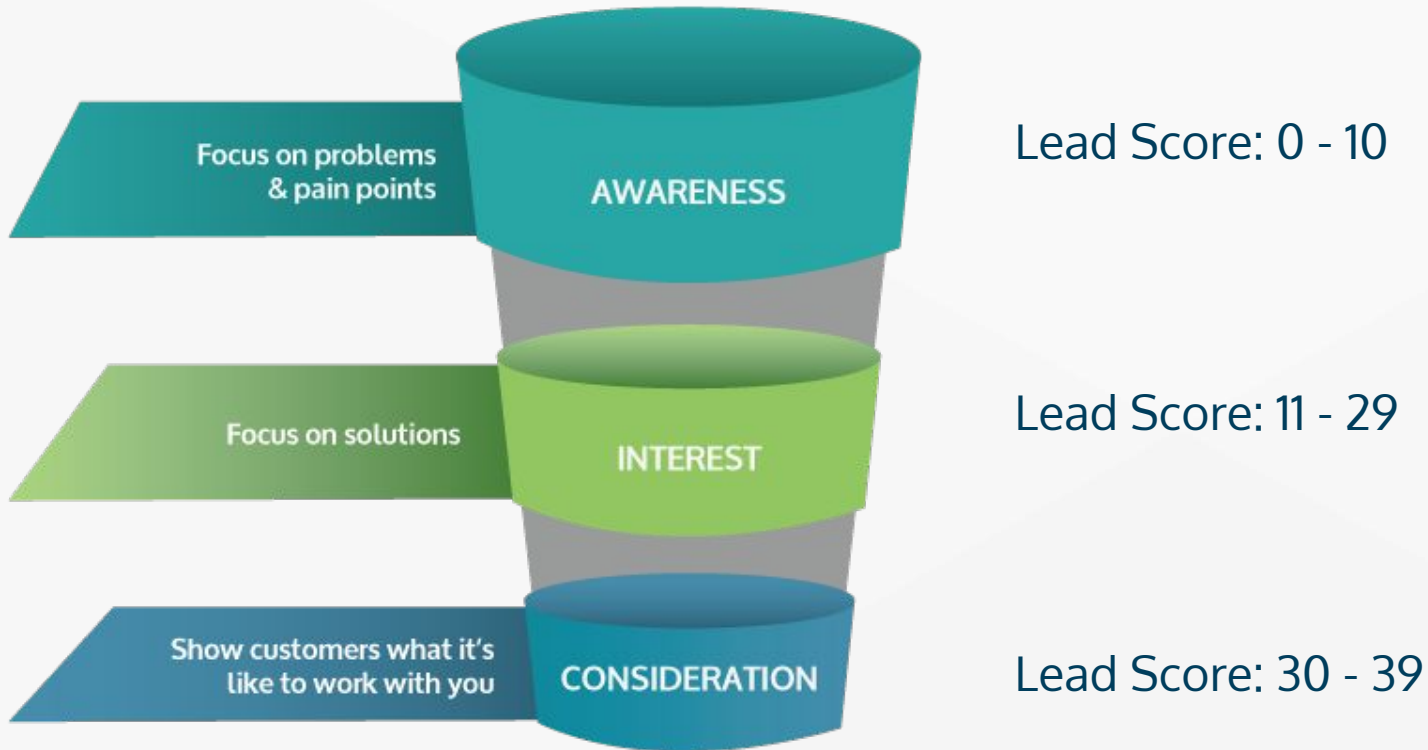 Focus on problems
& pain points
AWARENESS
Lead Score: 0 - 10
Focus on solutions
INTEREST
Lead Score: 11 - 29
Show customers what it's
like to work with you
CONSIDERATION
Lead Score: 30 - 39